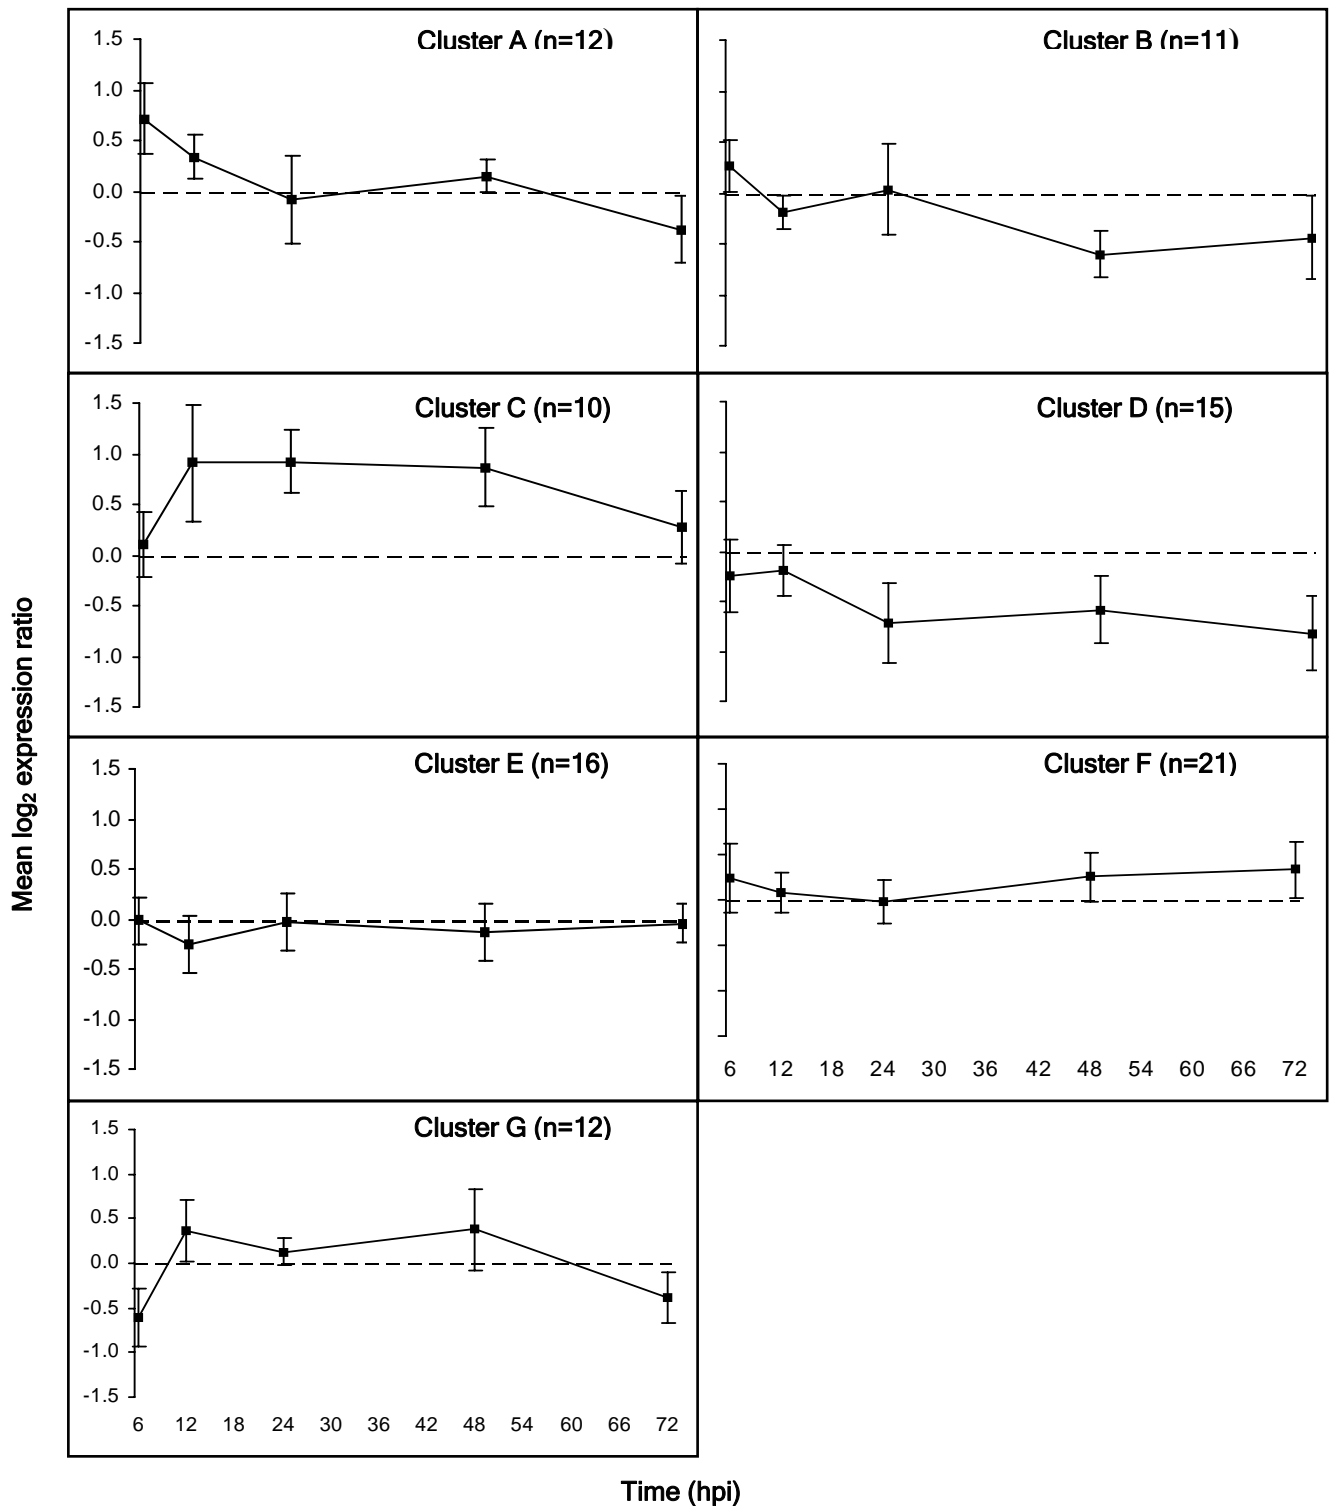 Mean log2 expression ratio
Cluster A (n=12)
1.5
1.0
0.5
0.0
-0.5
-1.0
-1.5
Cluster B (n=11)
Cluster C (n=10)
1.5
1.0
0.5
0.0
-0.5
-1.0
-1.5
Cluster D (n=15)
Cluster E (n=16)
1.5
1.0
0.5
0.0
-0.5
-1.0
-1.5
Cluster F (n=21)
6 12 18 24 30 36 42 48 54 60 66 72
Cluster G (n=12)
1.5
1.0
0.5
0.0
-0.5
-1.0
-1.5
6 12 18 24 30 36 42 48 54 60 66 72
Time (hpi)